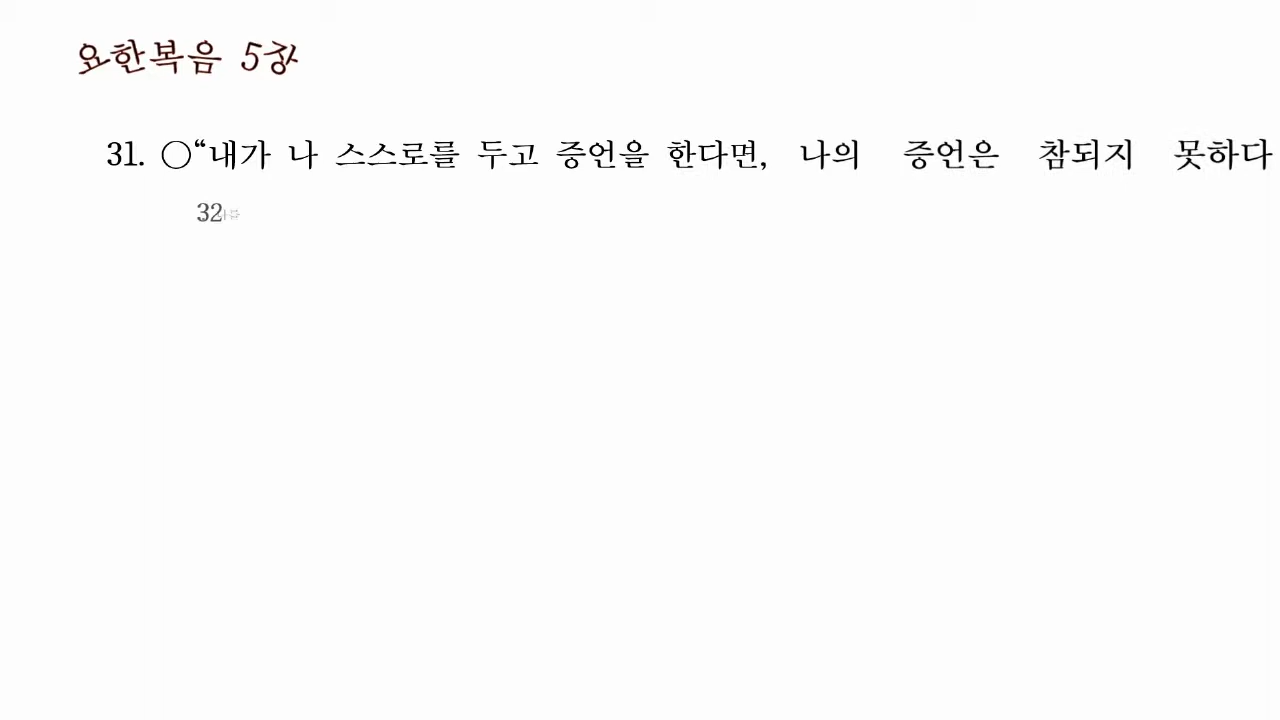 요한복음 5장
31. ○“내가 나 스스로를 두고 증언을 한다면, 나의 증언은 참되지 못하다
32